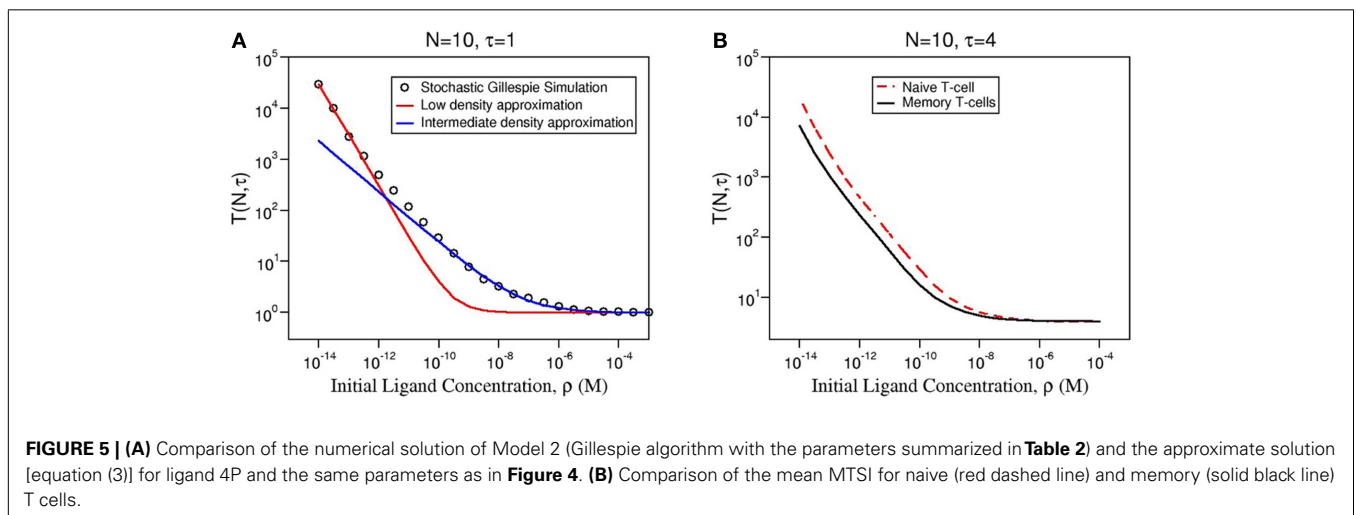 A
N=10, τ=1
10^5
10^4
10^3
10^2
10^1
10^0
T(N,τ)
Stochastic Gillespie Simulation
Low density approximation
Intermediate density approximation
10^-14 10^-12 10^-10 10^-8 10^-6 10^-4
Initial Ligand Concentration, ρ (M)
B
N=10, τ=4
10^5
10^4
10^3
10^2
10^1
T(N,τ)
Naive T-cell
Memory T-cells
10^-14 10^-12 10^-10 10^-8 10^-6 10^-4
Initial Ligand Concentration, ρ (M)
FIGURE 5 | (A) Comparison of the numerical solution of Model 2 (Gillespie algorithm with the parameters summarized in Table 2) and the approximate solution
[equation (3)] for ligand 4P and the same parameters as in Figure 4. (B) Comparison of the mean MTSI for naive (red dashed line) and memory (solid black line)
T cells.